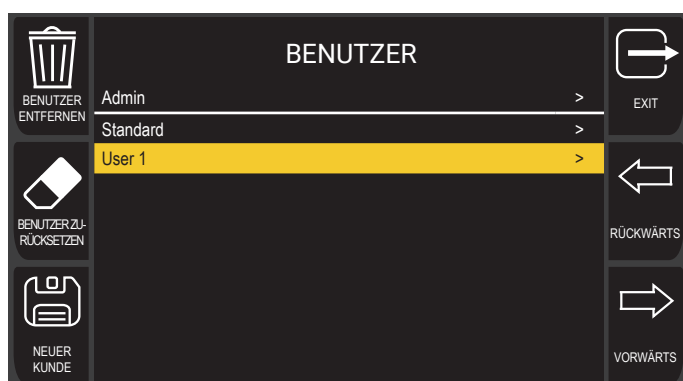 BENUTZER
BENUTZER
ENTFERNEN
Admin >
EXIT
Standard >
User 1 >
BENUTZER ZU-
RÜCKSETZEN
RÜCKWÄRTS
NEUER
KUNDE
VORWÄRTS